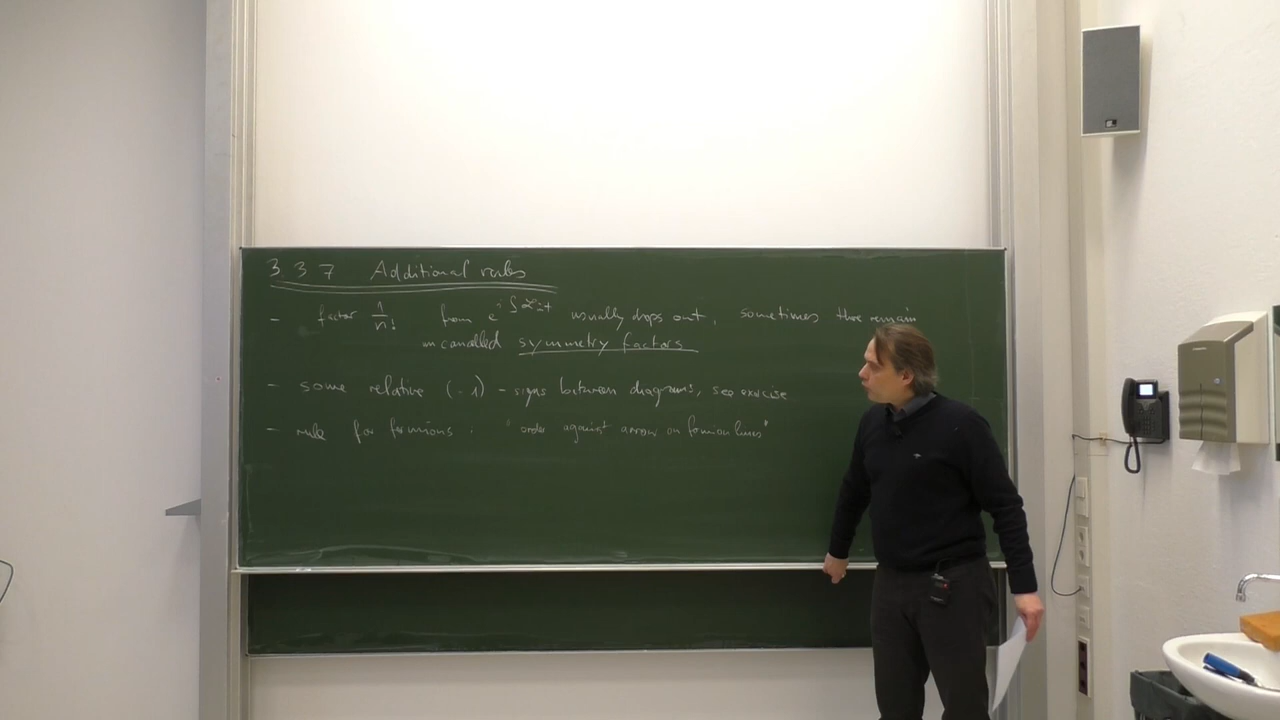 3.3.7 Additional rules
- factor 1/n! from e^{i∫ℒ_int} usually drops out, sometimes there remain
uncancelled symmetry factors
- some relative (-1)-signs between diagrams, see exercise
- rule for fermions: "order against arrow on fermion lines"